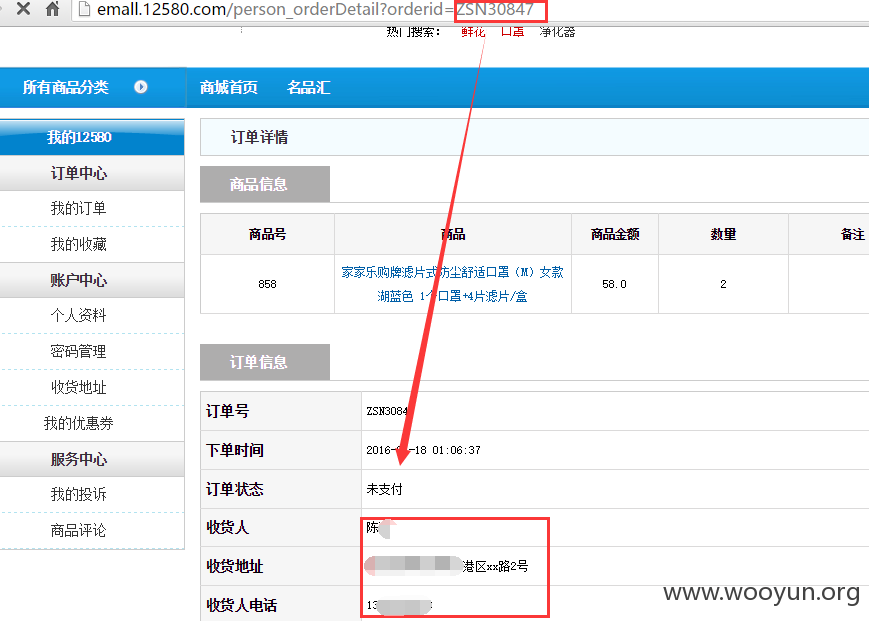 emall.12580.com/person_orderDetail?orderid=ZSN30847
热门搜索： 鲜花 口罩 净化器
所有商品分类 商城首页 名品汇
我的12580
订单中心
我的订单
我的收藏
账户中心
个人资料
密码管理
收货地址
我的优惠券
服务中心
我的投诉
商品评论
订单详情
商品信息
商品号 商品 商品金额 数量 备注
858 家家乐购牌滤片式防尘舒适口罩（M）女款 58.0 2
湖蓝色 1个口罩+4片滤片/盒
订单信息
订单号 ZSN3084
下单时间 2016- -18 01:06:37
订单状态 未支付
收货人 陈
收货地址 港区xx路2号
收货人电话 13
www.wooyun.org